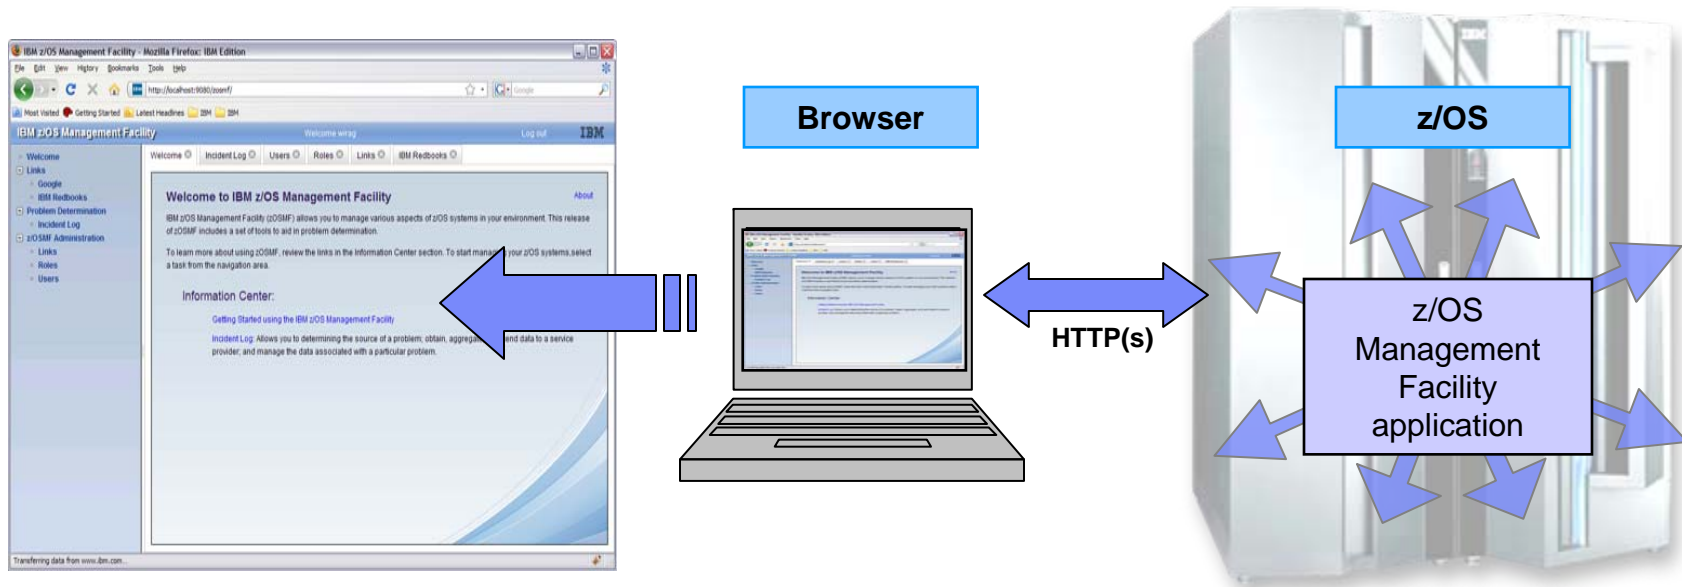 IBM z/OS Management Facility - Mozilla Firefox: IBM Edition
File Edit View History Bookmarks Tools Help
http://localhost:9080/zosmf/
Google
Most Visited Getting Started Latest Headlines IBM IBM
IBM z/OS Management Facility Welcome wirag Log out IBM
Welcome
Links
Google
IBM Redbooks
Problem Determination
Incident Log
z/OSMF Administration
Links
Roles
Users
Welcome Incident Log Users Roles Links IBM Redbooks
Welcome to IBM z/OS Management Facility About
IBM z/OS Management Facility (z/OSMF) allows you to manage various aspects of z/OS systems in your environment. This release
of z/OSMF includes a set of tools to aid in problem determination.
To learn more about using z/OSMF, review the links in the Information Center section. To start managing your z/OS systems, select
a task from the navigation area.
Information Center:
Getting Started using the IBM z/OS Management Facility
Incident Log: Allows you to determining the source of a problem; obtain, aggregat end data to a service
provider; and manage the data associated with a particular problem.
Transferring data from www.ibm.com...
Browser
HTTP(s)
IBM
z/OS
z/OS
Management
Facility
application